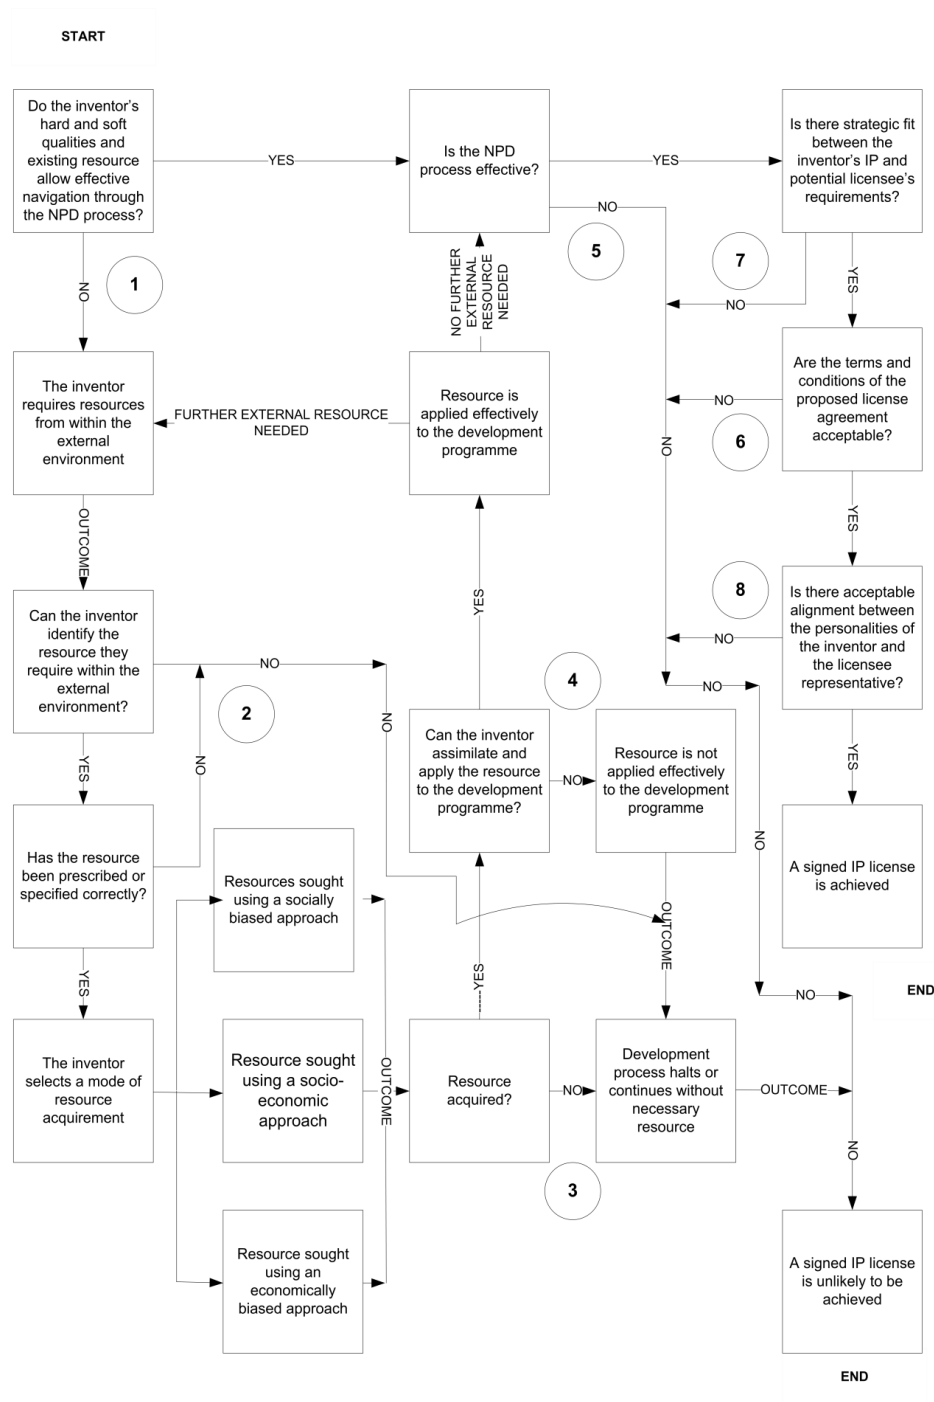 START
Do the inventor's
hard and soft
qualities and
existing resource
allow effective
navigation through
the NPD process?
YES
Is the NPD
process effective?
YES
Is there strategic fit
between the
inventor's IP and
potential licensee's
requirements?
NO
1
NO
5
7
NO
YES
NO FURTHER
EXTERNAL
RESOURCE
NEEDED
The inventor
requires resources
from within the
external
environment
FURTHER EXTERNAL RESOURCE
NEEDED
Resource is
applied effectively
to the development
programme
Are the terms and
conditions of the
proposed license
agreement
acceptable?
NO
6
NO
OUTCOME
YES
YES
Can the inventor
identify the
resource they
require within the
external
environment?
NO
2
NO
NO
YES
8
Is there acceptable
alignment between
the personalities of
the inventor and
the licensee
representative?
NO
NO
4
Can the inventor
assimilate and
apply the resource
to the development
programme?
NO
Resource is not
applied effectively
to the development
programme
YES
NO
Has the resource
been prescribed or
specified correctly?
Resources sought
using a socially
biased approach
A signed IP license
is achieved
OUTCOME
YES
YES
END
NO
The inventor
selects a mode of
resource
acquirement
Resource sought
using a socio-
economic
approach
OUTCOME
Resource
acquired?
NO
Development
process halts or
continues without
necessary
resource
OUTCOME
NO
3
Resource sought
using an
economically
biased approach
A signed IP license
is unlikely to be
achieved
END